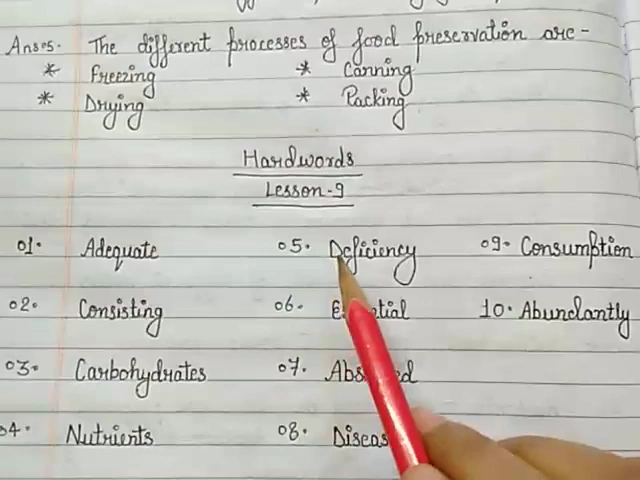 Ans 5. The different processes of food preservation are-
* Freezing * Canning
* Drying * Packing
Hardwords
Lesson-9
01. Adequate 05. Deficiency 09. Consumption
02. Consisting 06. 10. Abundantly
03. Carbohydrates 07.
04. Nutrients 08.